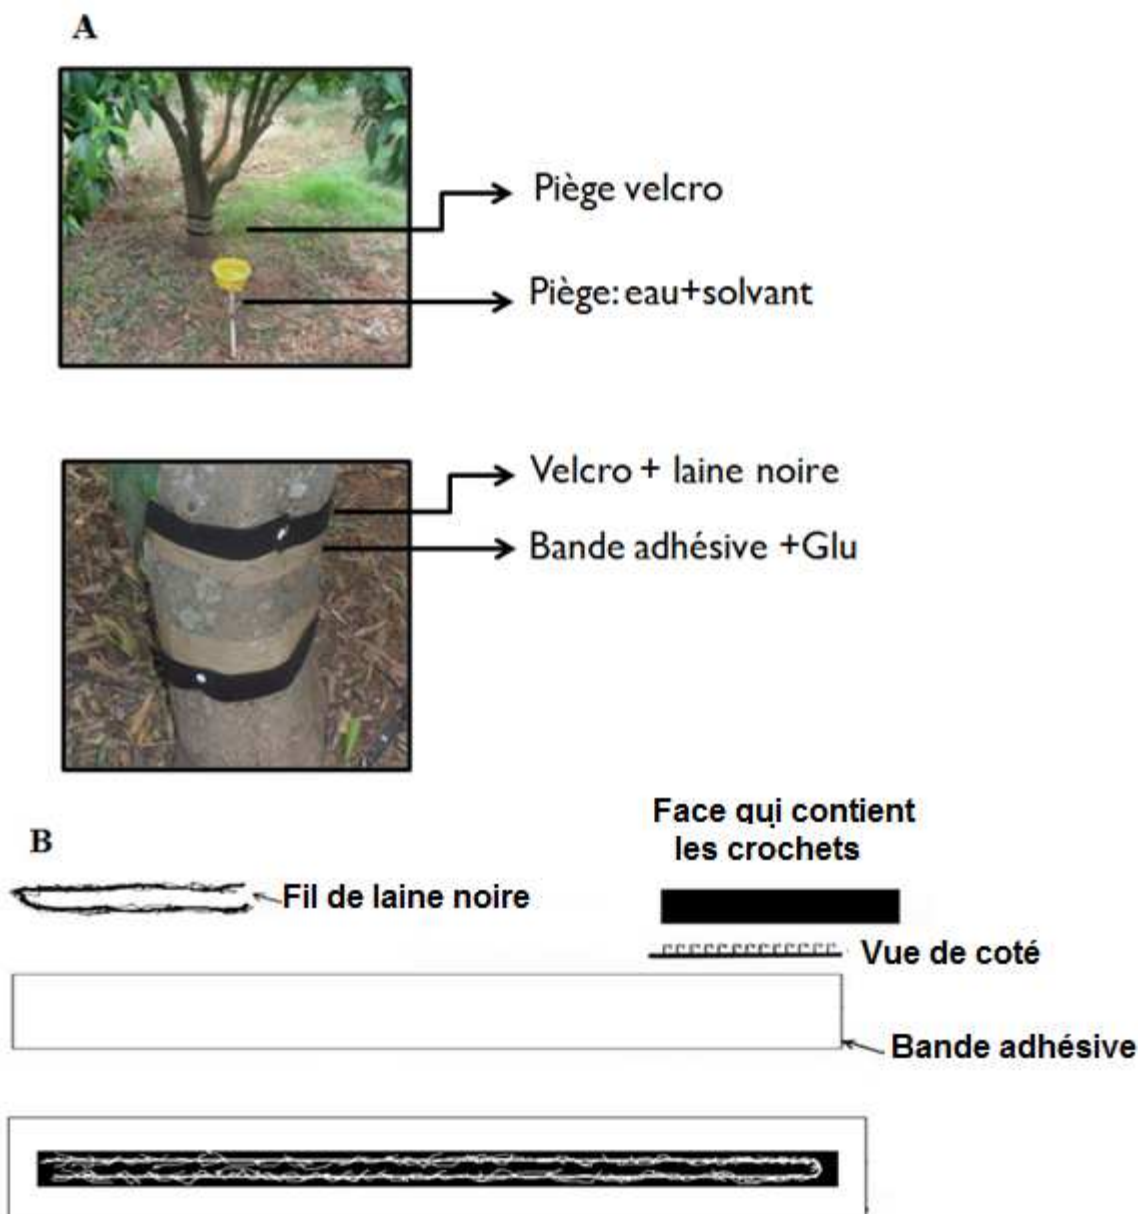 A
Piège velcro
Piège: eau+solvant
Velcro + laine noire
Bande adhésive +Glu
Face qui contient
les crochets
B
Fil de laine noire
Vue de coté
Bande adhésive